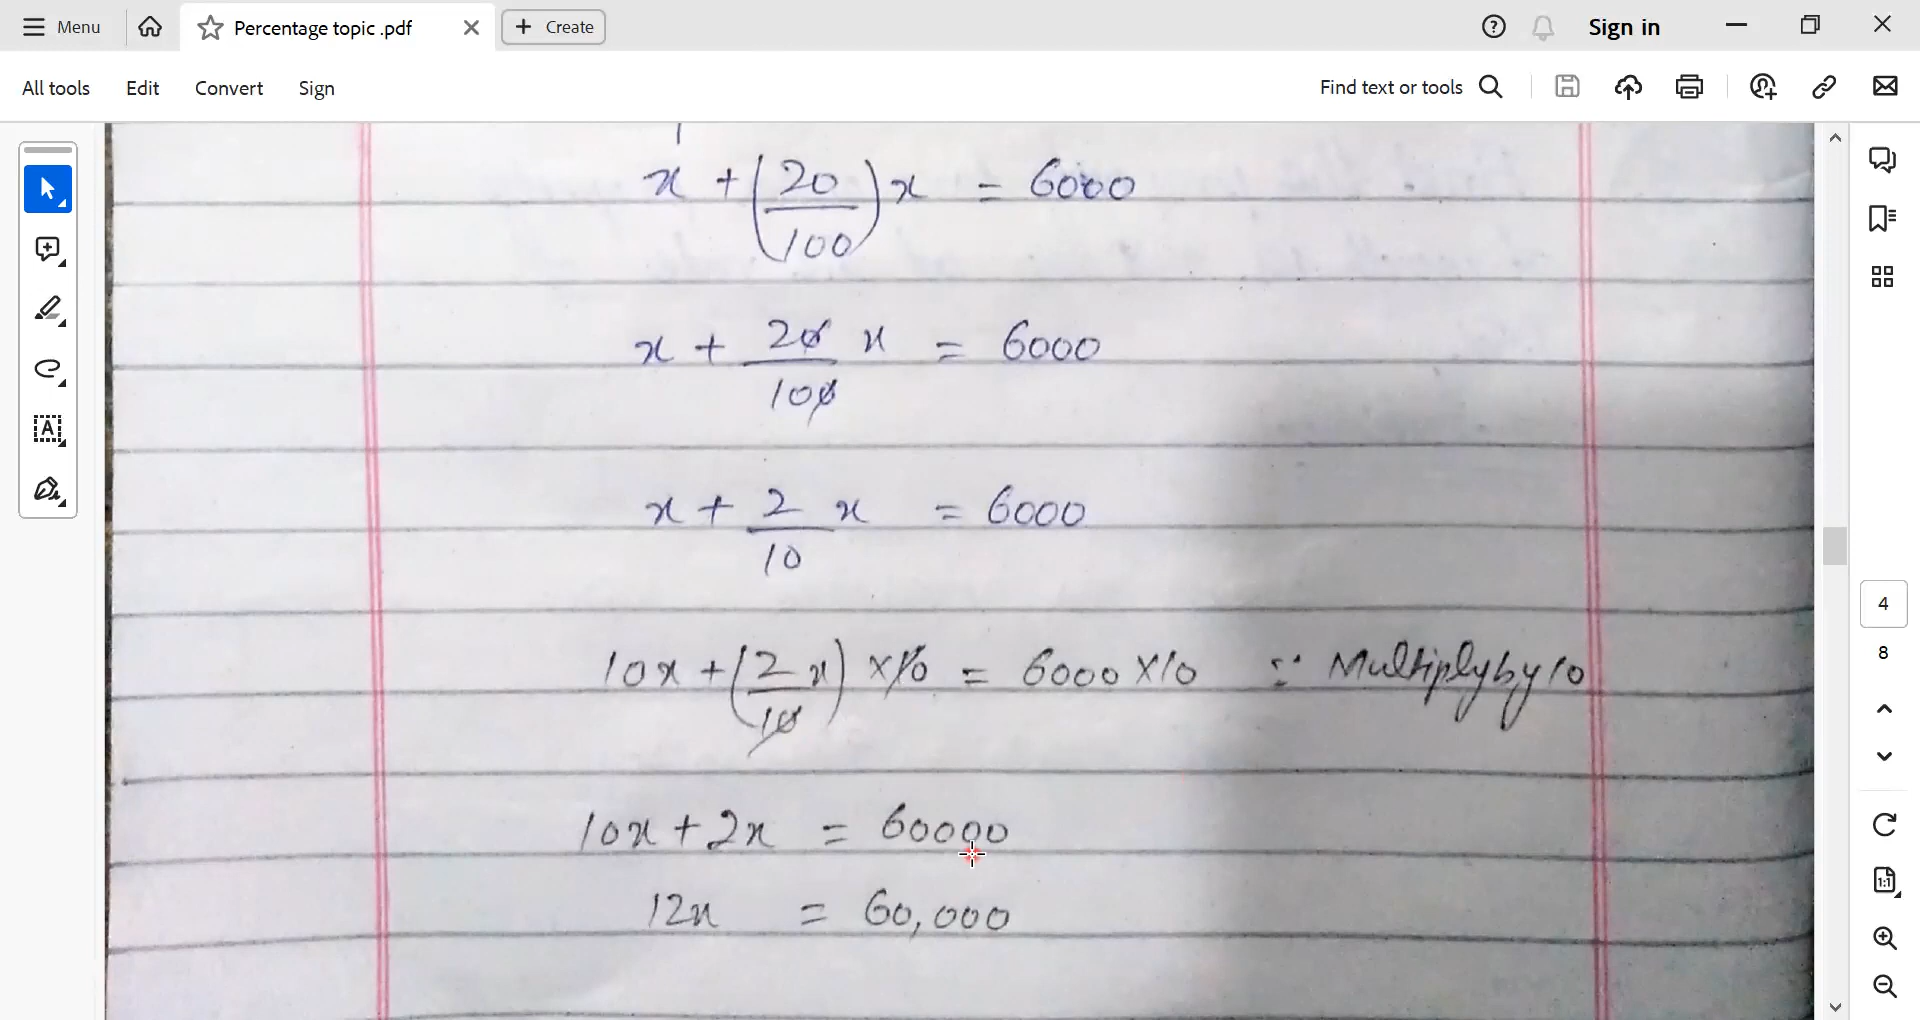 Menu
Percentage topic .pdf
Create
Sign in
All tools
Edit
Convert
Sign
Find text or tools
x + (20/100) x = 6000
x + 20/100 x = 6000
x + 2/10 x = 6000
10x + (2/10 x) × 10 = 6000 × 10 ∵ Multiply by 10
10x + 2x = 60000
12x = 60,000
4
8
1:1